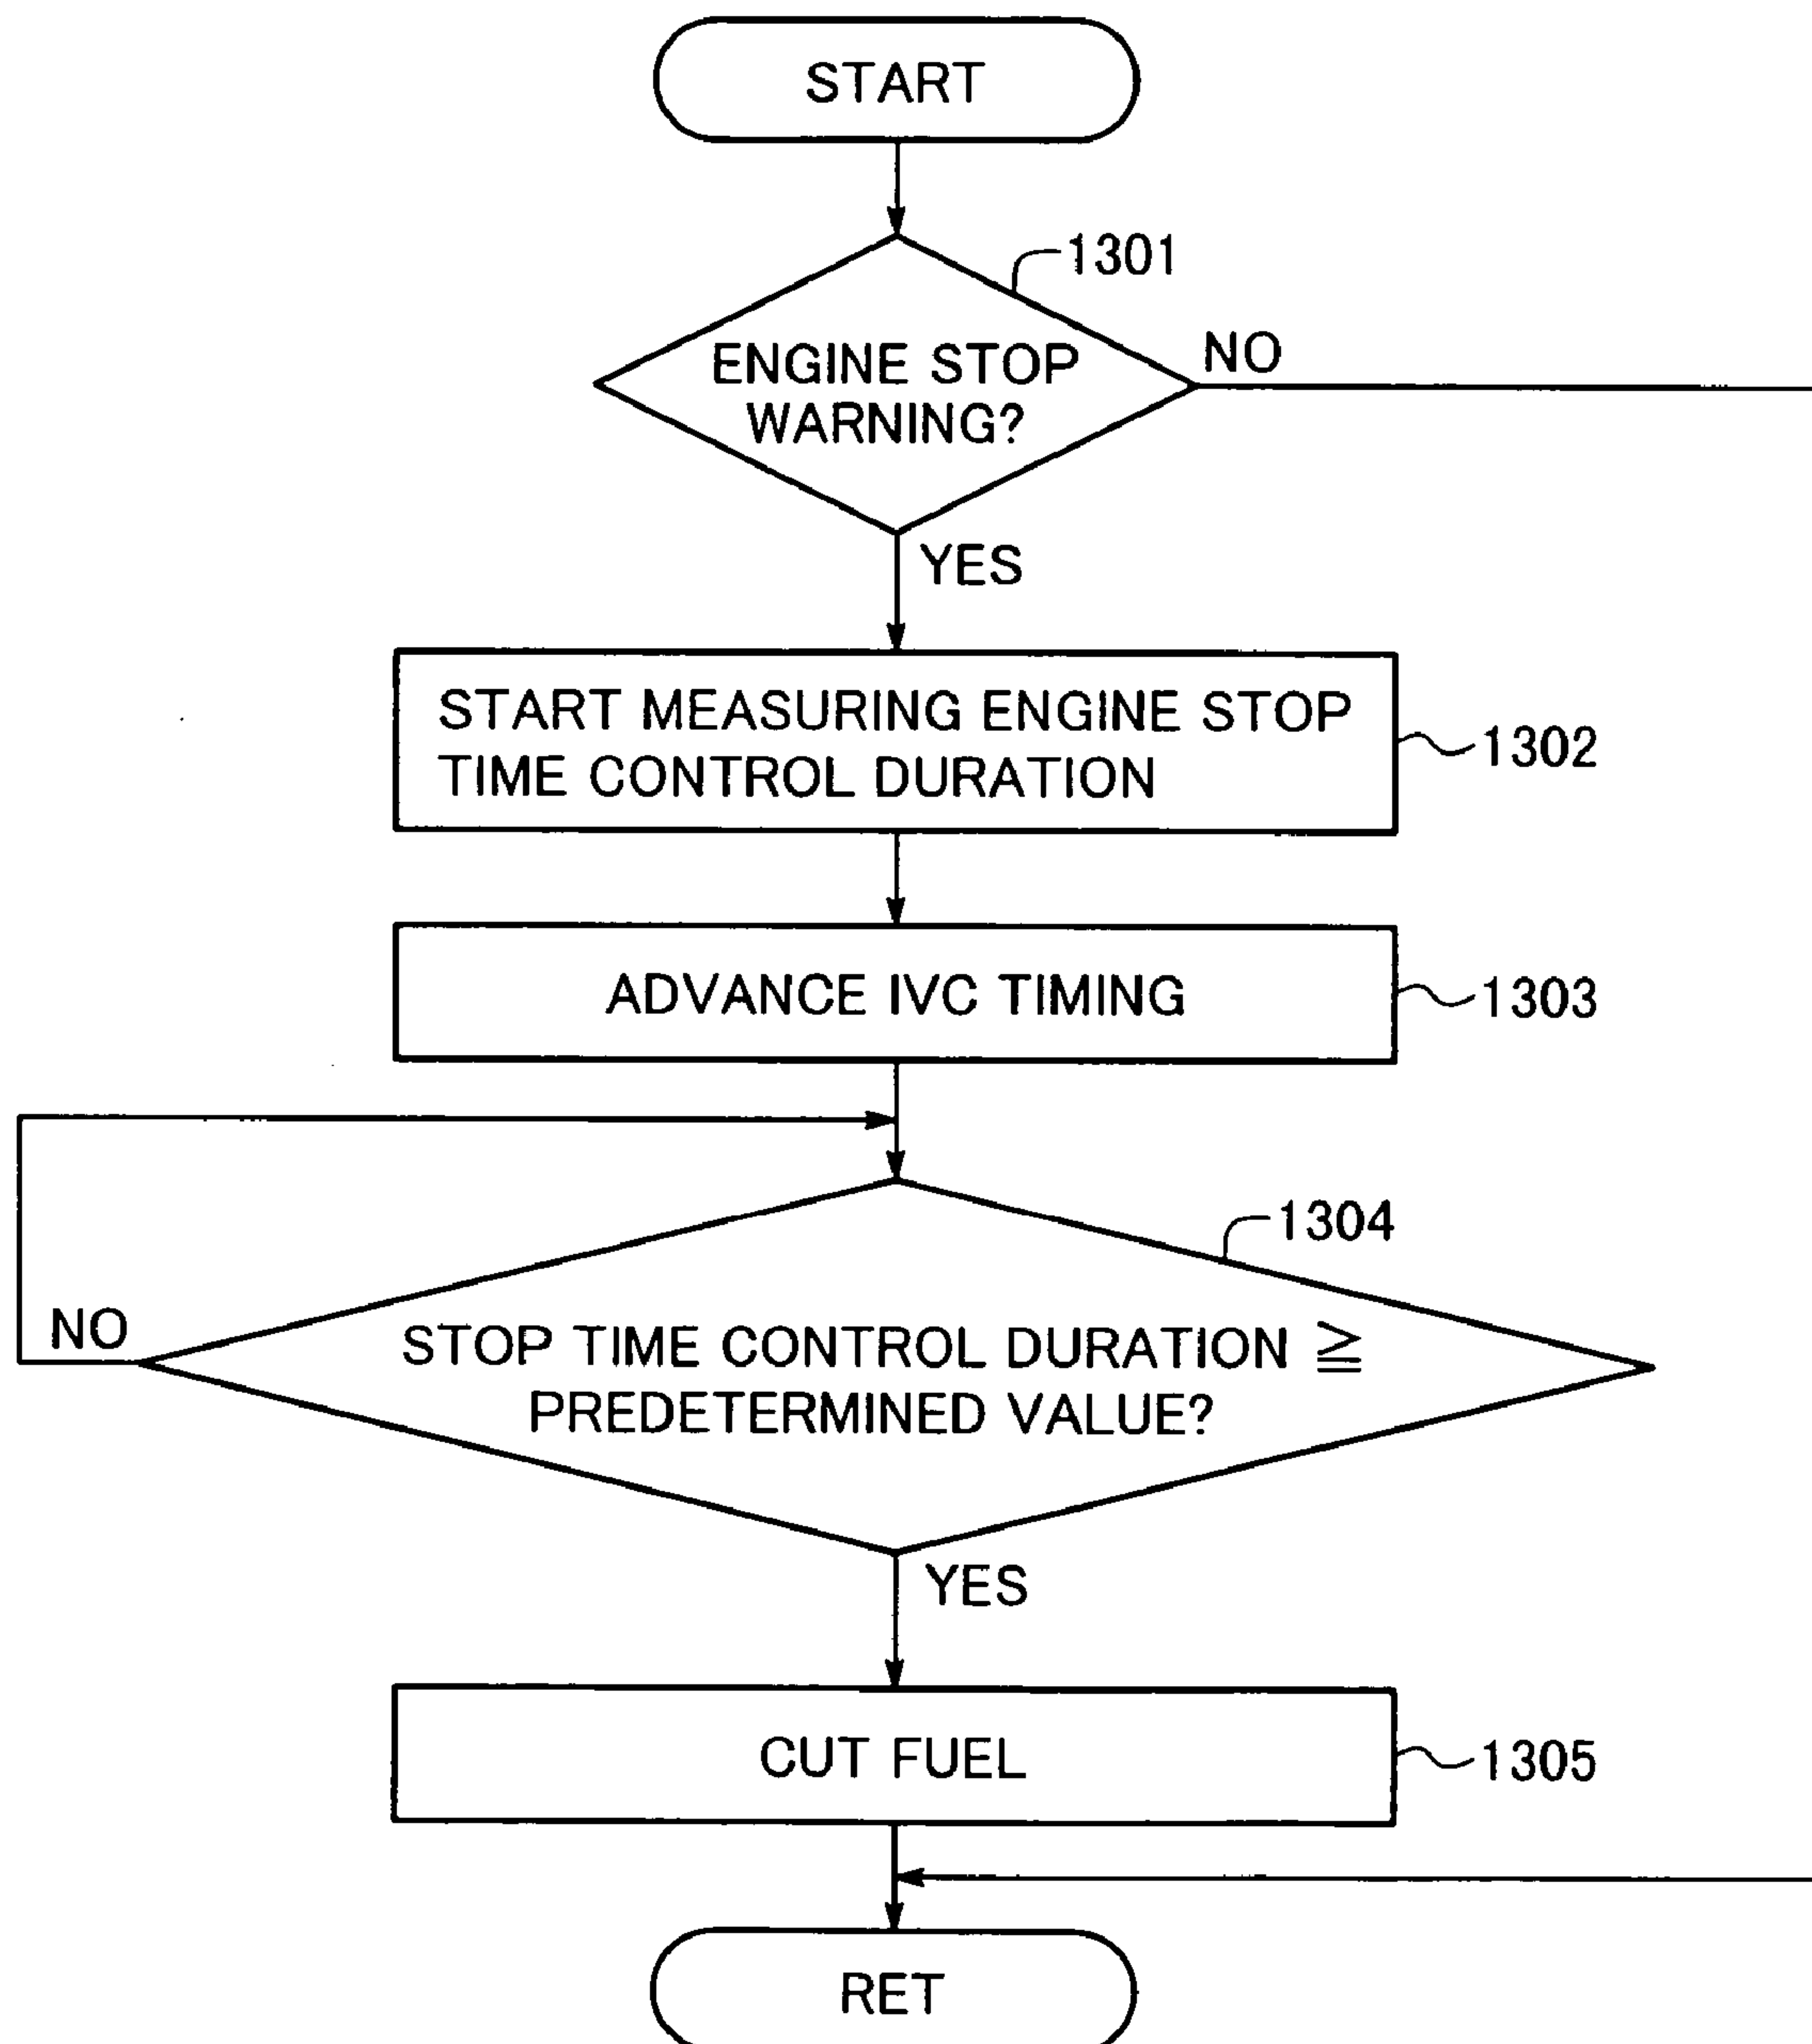 START
1301
ENGINE STOP
WARNING?
NO
YES
START MEASURING ENGINE STOP
TIME CONTROL DURATION
1302
ADVANCE IVC TIMING
1303
1304
NO
STOP TIME CONTROL DURATION ≧
PREDETERMINED VALUE?
YES
CUT FUEL
1305
RET